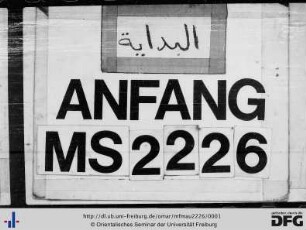 البداية
ANFANG
MS 2226
http://dl.ub.uni-freiburg.de/omar/mfmau2226/0001
© Orientalisches Seminar der Universität Freiburg
DFG